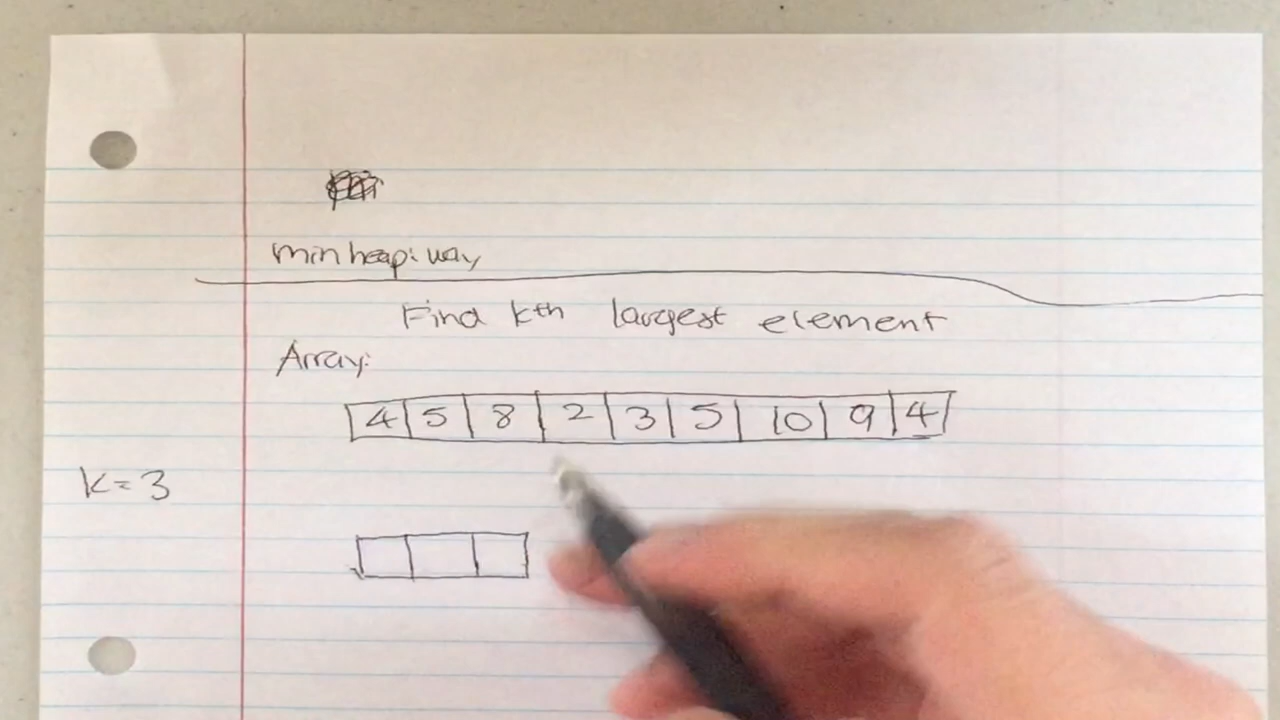 min heap: way
Find kth largest element
Array:
4 5 8 2 3 5 10 9 4
K = 3